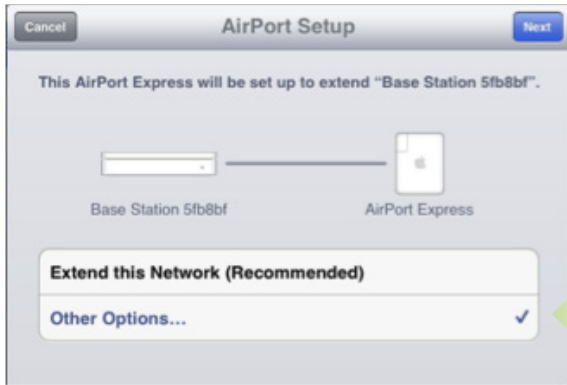 Cancel
AirPort Setup
Next
This AirPort Express will be set up to extend “Base Station 5fb8bf”.
Base Station 5fb8bf
AirPort Express
Extend this Network (Recommended)
Other Options...